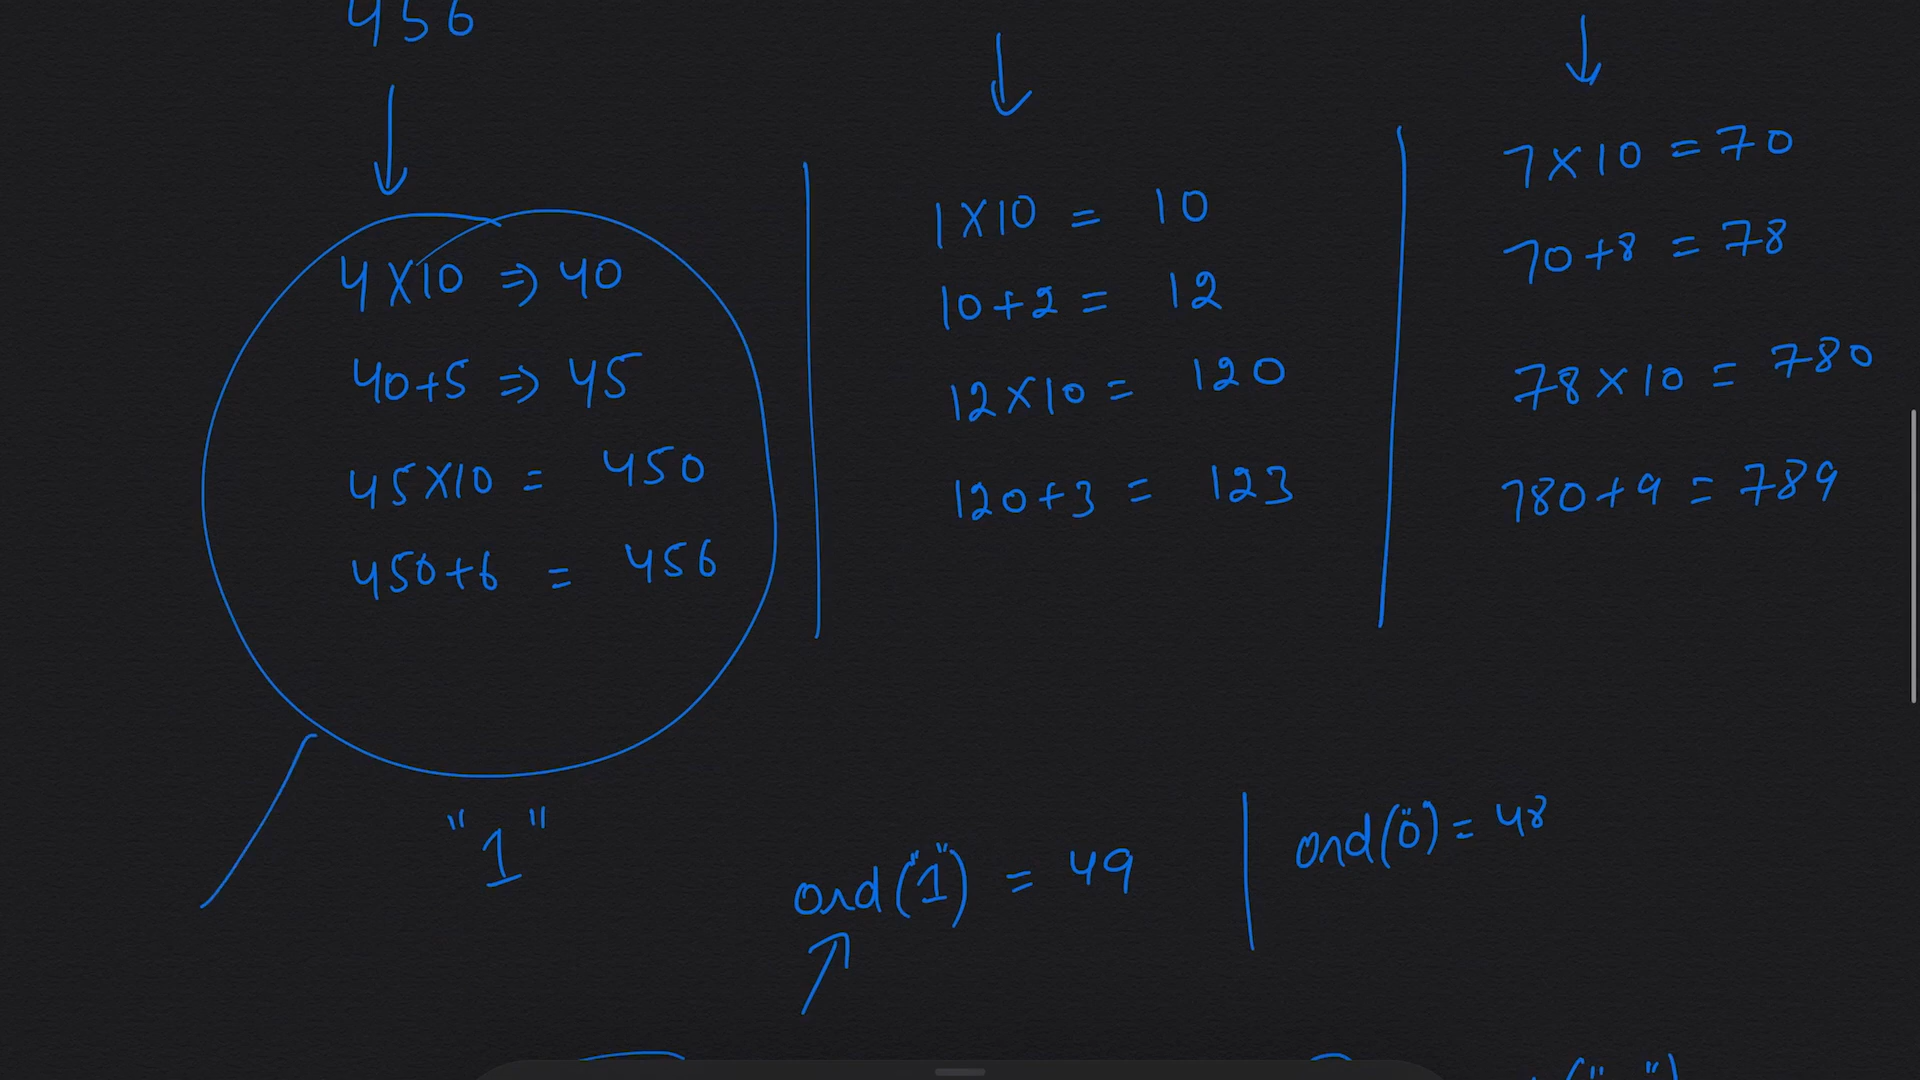 456
4X10 => 40
40+5 => 45
45X10 = 450
450+6 = 456
1X10 = 10
10+2 = 12
12X10 = 120
120+3 = 123
7X10 = 70
70+8 = 78
78X10 = 780
780+9 = 789
"1"
ord("1") = 49
ord("0") = 48